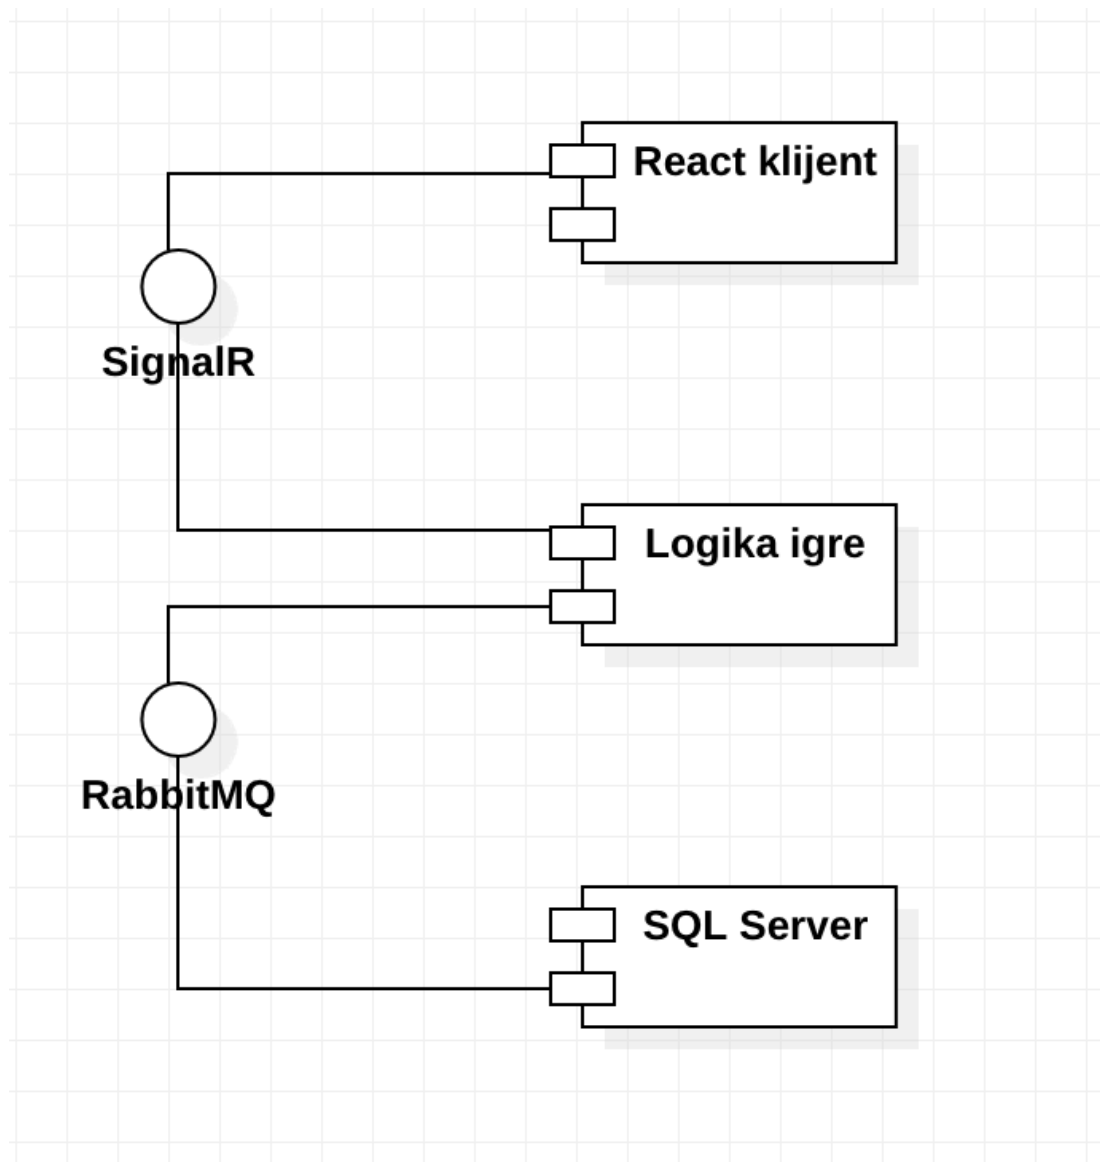 React klijent
SignalR
Logika igre
RabbitMQ
SQL Server